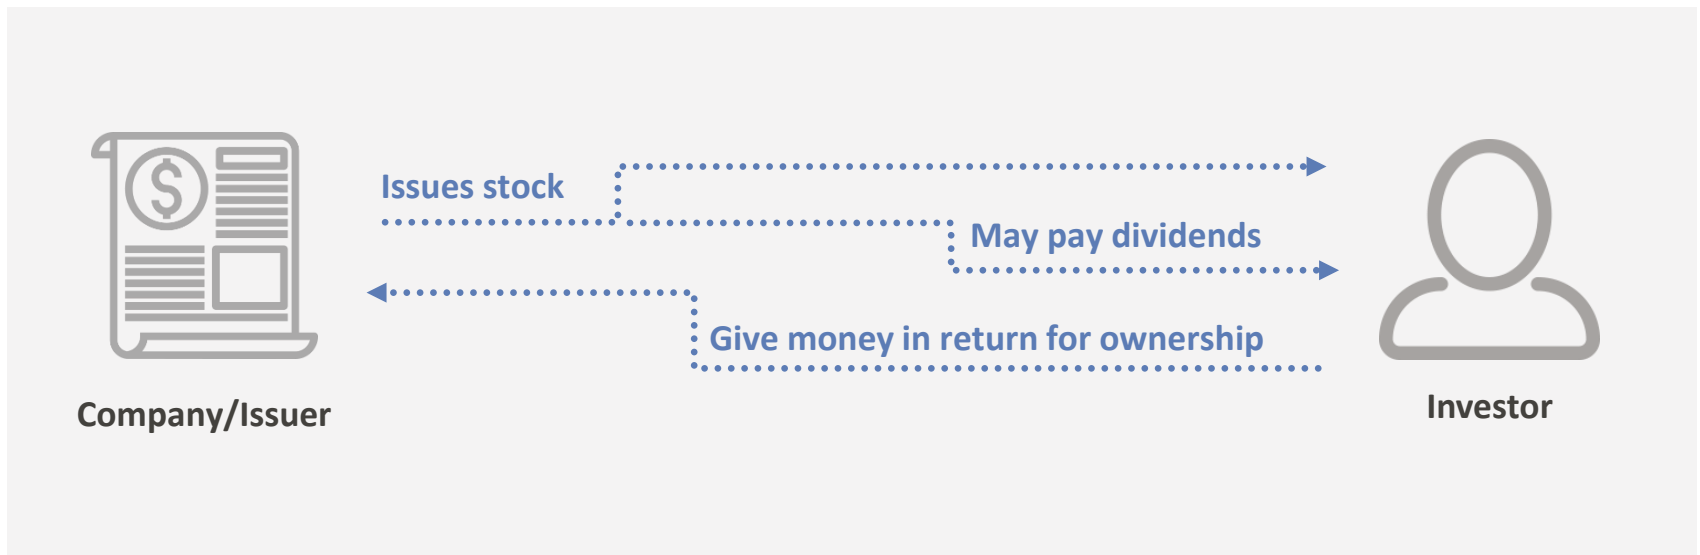 Issues stock
May pay dividends
Give money in return for ownership
Company/Issuer
Investor
$